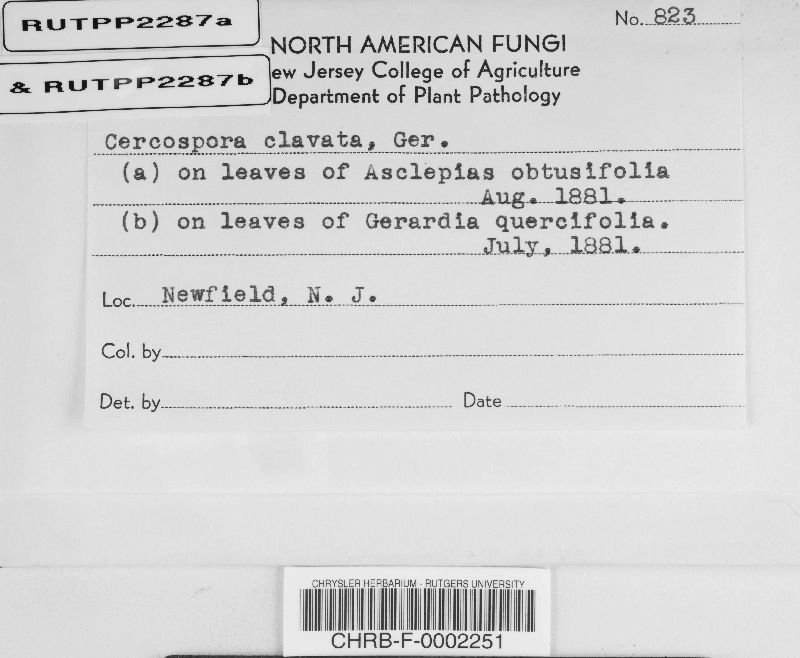 RUTPP2287a
& RUTPP2287b
No. 823
NORTH AMERICAN FUNGI
ew Jersey College of Agriculture
Department of Plant Pathology
Cercospora clavata, Ger.
(a) on leaves of Asclepias obtusifolia
Aug. 1881.
(b) on leaves of Gerardia quercifolia.
July, 1881.
Loc. Newfield, N. J.
Col. by
Det. by
Date
CHRYSLER HERBARIUM - RUTGERS UNIVERSITY
CHRB-F-0002251